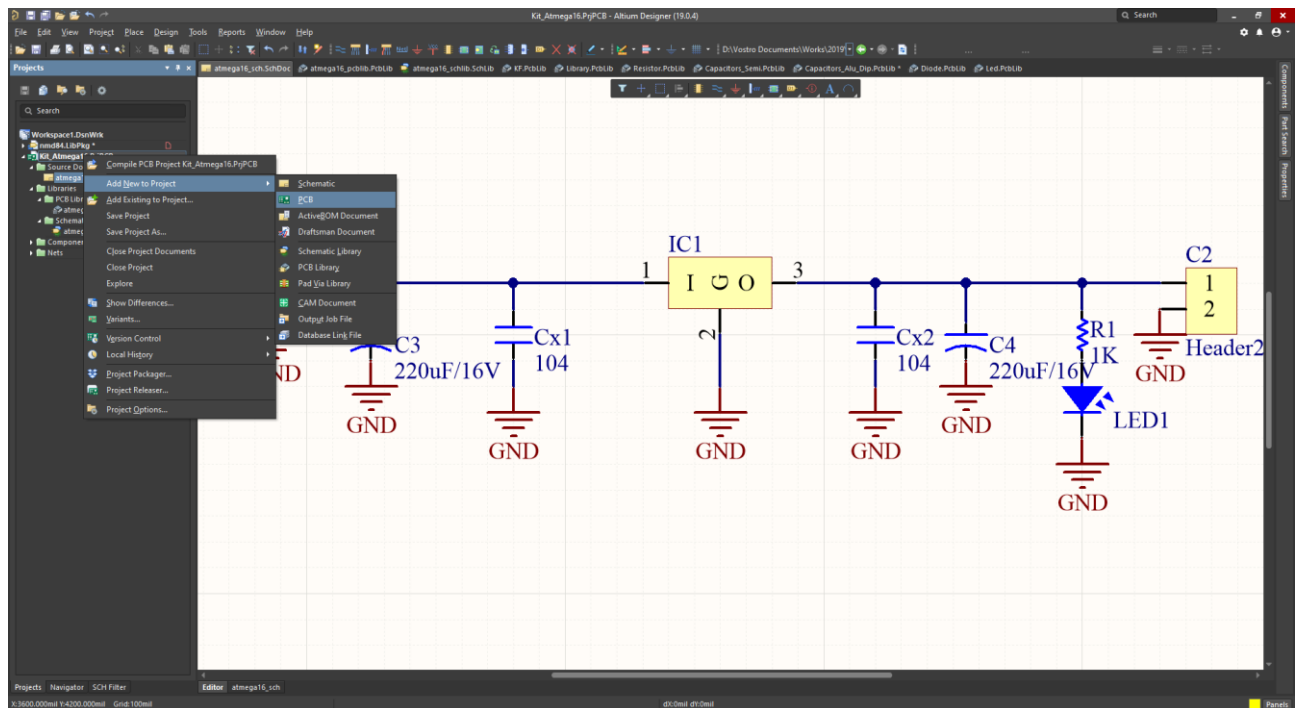 Kit_Atmega16.PrjPCB - Altium Designer (19.0.4)
Search
File Edit View Project Place Design Tools Reports Window Help
D:\Vostro Documents\Works\2019
... ...
Projects
atmega16_sch.SchDoc atmega16_pcblib.PcbLib atmega16_schlib.SchLib KF.PcbLib Library.PcbLib Resistor.PcbLib Capacitors_Semi.PcbLib Capacitors_Alu_Dip.PcbLib * Diode.PcbLib Led.PcbLib
Search
Workspace1.DsnWrk
nmd84.LibPkg *
Kit_Atmega16.PrjPCB
Source Do
atmega
Libraries
PCB Libr
atmeg
Schemat
atmeg
Componen
Nets
Compile PCB Project Kit_Atmega16.PrjPCB
Add New to Project
Add Existing to Project...
Save Project
Save Project As...
Close Project Documents
Close Project
Explore
Show Differences...
Variants...
Version Control
Local History
Project Packager...
Project Releaser...
Project Options...
Schematic
PCB
ActiveBOM Document
Draftsman Document
Schematic Library
PCB Library
Pad Via Library
CAM Document
Output Job File
Database Link File
Components
Part Search
Properties
IC1
1
I G O
3
2
C2
1
2
Header2
GND
C3
220uF/16V
GND
Cx1
104
GND
GND
Cx2
104
GND
C4
220uF/16V
GND
R1
1K
LED1
GND
ND
Projects Navigator SCH Filter
Editor atmega16_sch
X:3600.000mil Y:4200.000mil Grid:100mil
dX:0mil dY:0mil
Panels